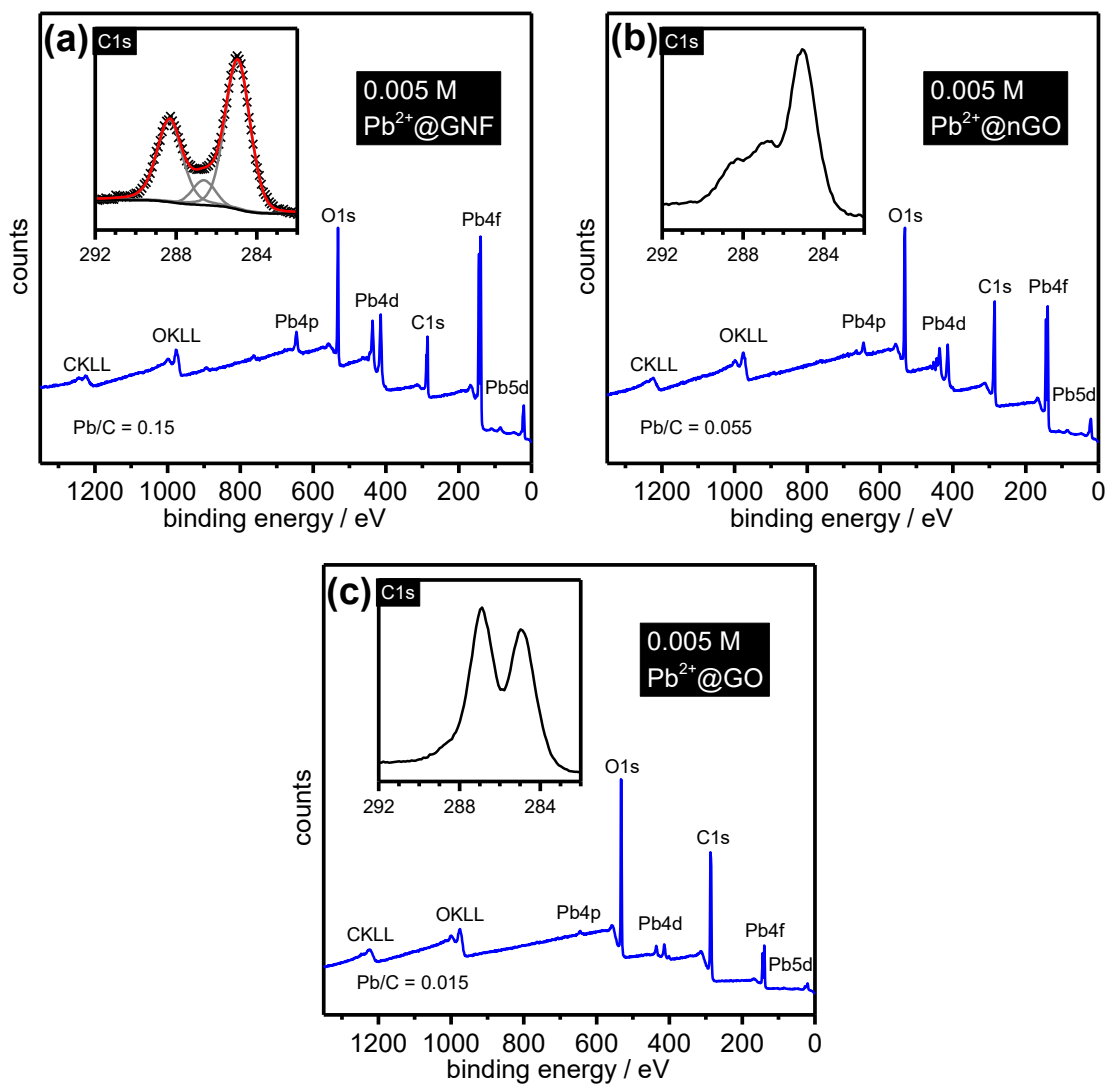 (a)
C1s
292 288 284
0.005 M
Pb²⁺@GNF
O1s
Pb4f
Pb4d
Pb4p
C1s
OKLL
CKLL
Pb5d
Pb/C = 0.15
counts
1200 1000 800 600 400 200 0
binding energy / eV
(b)
C1s
292 288 284
0.005 M
Pb²⁺@nGO
O1s
C1s
Pb4f
Pb4p
Pb4d
OKLL
CKLL
Pb5d
Pb/C = 0.055
counts
1200 1000 800 600 400 200 0
binding energy / eV
(c)
C1s
292 288 284
0.005 M
Pb²⁺@GO
O1s
C1s
Pb4p
Pb4d
Pb4f
OKLL
CKLL
Pb5d
Pb/C = 0.015
counts
1200 1000 800 600 400 200 0
binding energy / eV